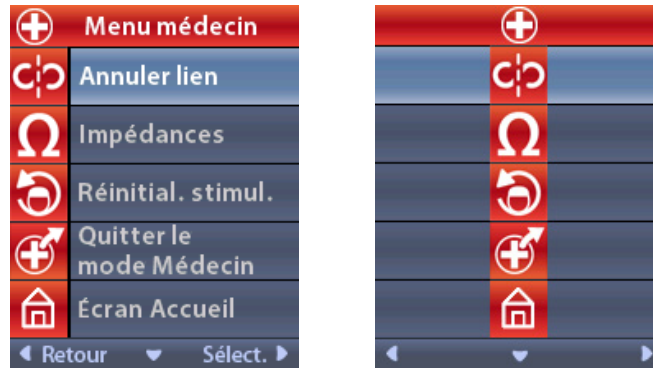 Menu médecin
Annuler lien
Ω Impédances
Réinitial. stimul.
Quitter le
mode Médecin
Écran Accueil
Retour Sélect.
Ω